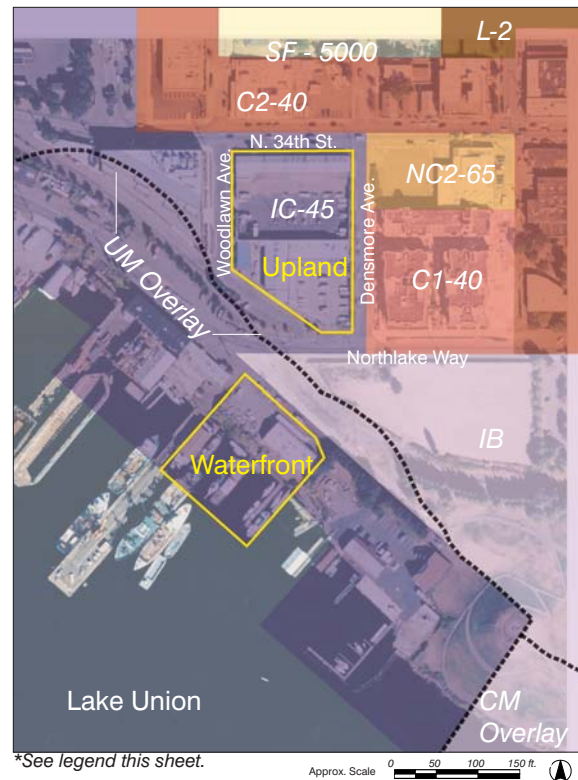 L-2
SF - 5000
C2-40
N. 34th St.
Woodlawn Ave.
NC2-65
IC-45
Densmore Ave.
UM Overlay
Upland
C1-40
Northlake Way
IB
Waterfront
Lake Union
CM
Overlay
*See legend this sheet.
Approx. Scale 0 50 100 150 ft.